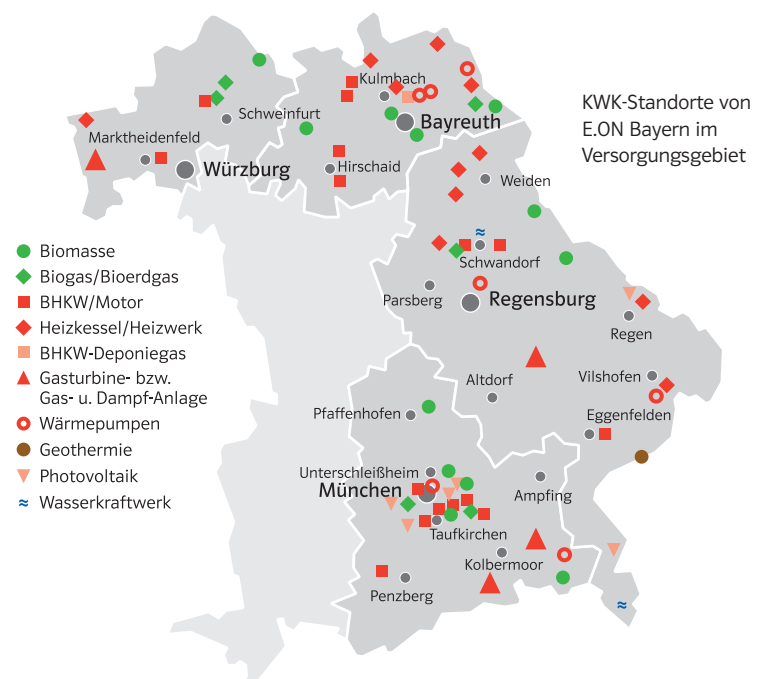 KWK-Standorte von
E.ON Bayern im
Versorgungsgebiet
Kulmbach
Bayreuth
Schweinfurt
Marktheidenfeld
Würzburg
Hirschaid
Weiden
Schwandorf
Parsberg
Regensburg
Regen
Altdorf
Vilshofen
Eggenfelden
Pfaffenhofen
Unterschleißheim
München
Ampfing
Taufkirchen
Kolbermoor
Penzberg
Biomasse
Biogas/Bioerdgas
BHKW/Motor
Heizkessel/Heizwerk
BHKW-Deponiegas
Gasturbine- bzw.
Gas- u. Dampf-Anlage
Wärmepumpen
Geothermie
Photovoltaik
Wasserkraftwerk